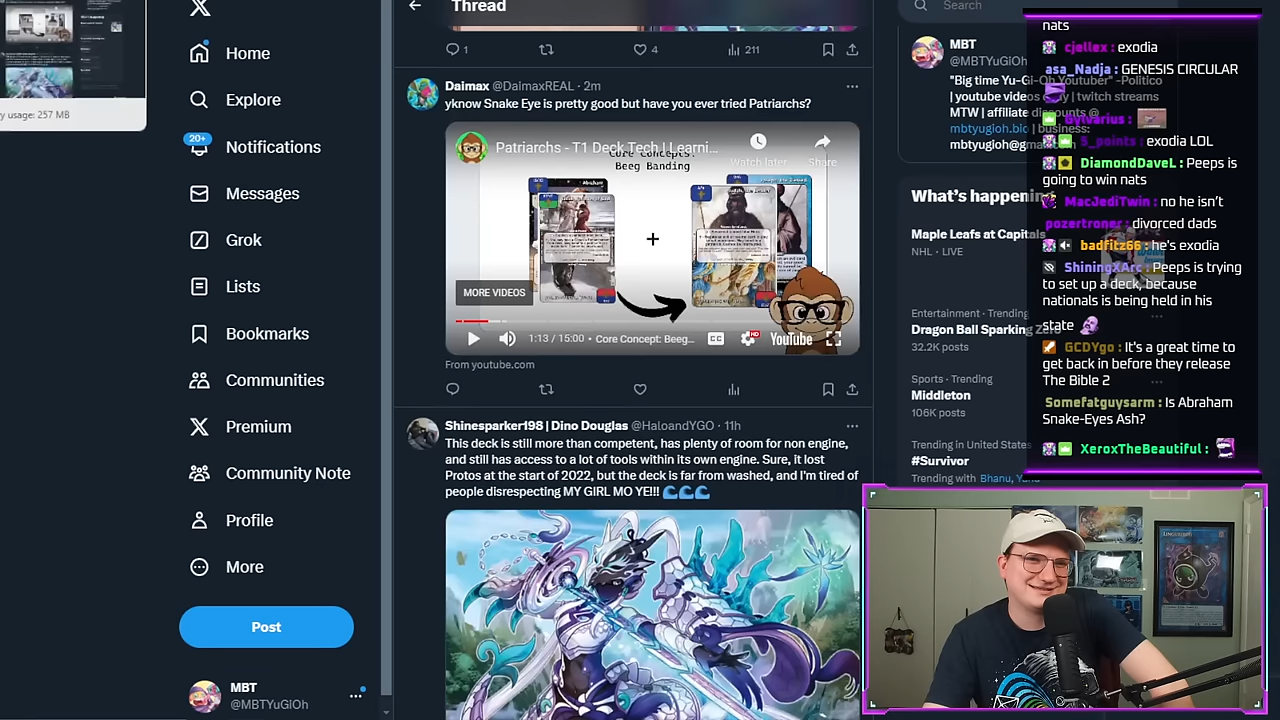 y usage: 257 MB
Home
Explore
20+
Notifications
Messages
Grok
Lists
Bookmarks
Communities
Premium
Community Note
Profile
More
Post
MBT
@MBTYuGiOh
Thread
1
4
211
Daimax @DaimaxREAL · 2m
yknow Snake Eye is pretty good but have you ever tried Patriarchs?
Patriarchs - T1 Deck Tech | Learni...
Core Concepts:
Beeg Banding
Watch later
Share
Abraham
+
MORE VIDEOS
1:13 / 15:00 • Core Concept: Beeg...
CC
HD
YouTube
From youtube.com
Shinesparker198 | Dino Douglas @HaloandYGO · 11h
This deck is still more than competent, has plenty of room for non engine,
and still has access to a lot of tools within its own engine. Sure, it lost
Protos at the start of 2022, but the deck is far from washed, and I'm tired of
people disrespecting MY GIRL MO YE!!! 🌊🌊🌊
Search
MBT
@MBTYuGiOh
"Big time Yu-Gi-Oh Youtuber" -Politico
| youtube videos
| twitch streams
MTW | affiliate discounts @
mbtyugioh.bio | business:
mbtyugioh@gm
What's happening
Maple Leafs at Capitals
NHL · LIVE
Entertainment · Trending
Dragon Ball Sparking Zero
32.2K posts
Sports · Trending
Middleton
106K posts
Trending in United States
#Survivor
Trending with Bhanu,
nats
cjellex : exodia
asa_Nadja : GENESIS CIRCULAR
Gylvarius :
5_points : exodia LOL
DiamondDaveL : Peeps is
going to win nats
MacJediTwin : no he isn't
pozertroner : divorced dads
badfitz66 : he's exodia
ShiningXArc : Peeps is trying
to set up a deck, because
nationals is being held in his
state
GCDYgo : It's a great time to
get back in before they release
The Bible 2
Somefatguysarm : Is Abraham
Snake-Eyes Ash?
XeroxTheBeautiful :